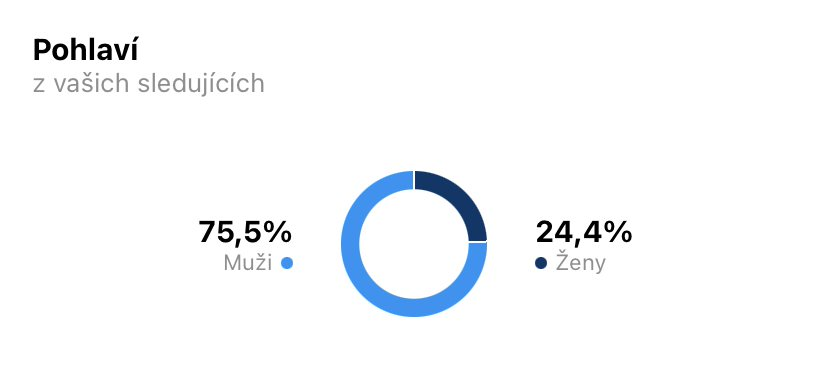 Pohlaví
z vašich sledujících
75,5%
Muži
24,4%
Ženy